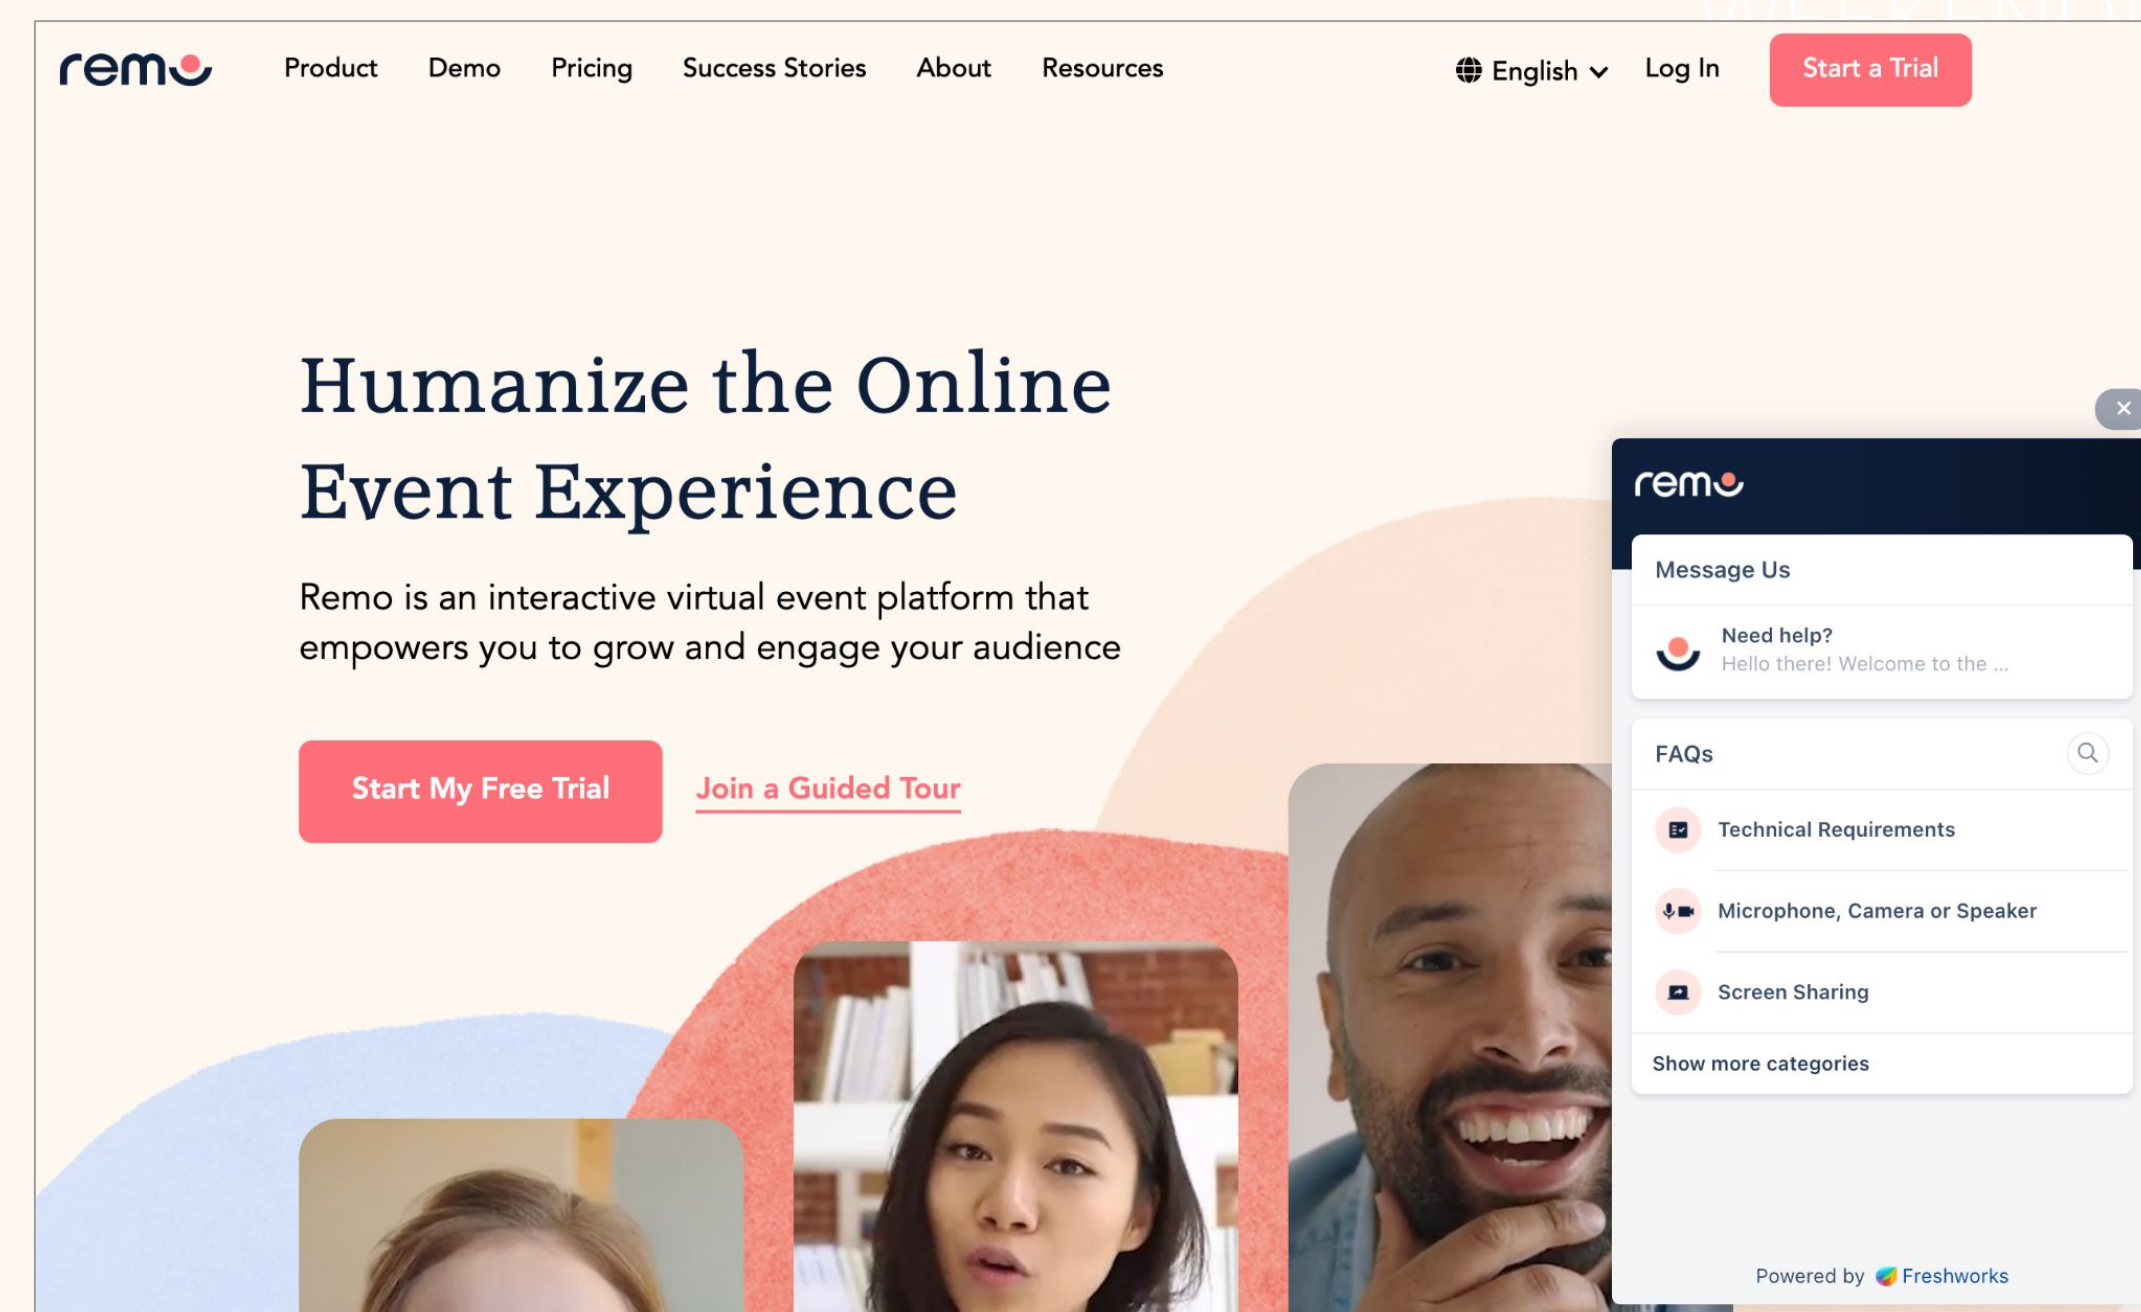 WEEKEND
remo
Product
Demo
Pricing
Success Stories
About
Resources
English
Log In
Start a Trial
Humanize the Online
Event Experience
Remo is an interactive virtual event platform that
empowers you to grow and engage your audience
Start My Free Trial
Join a Guided Tour
remo
Message Us
Need help?
Hello there! Welcome to the ...
FAQs
Technical Requirements
Microphone, Camera or Speaker
Screen Sharing
Show more categories
Powered by Freshworks